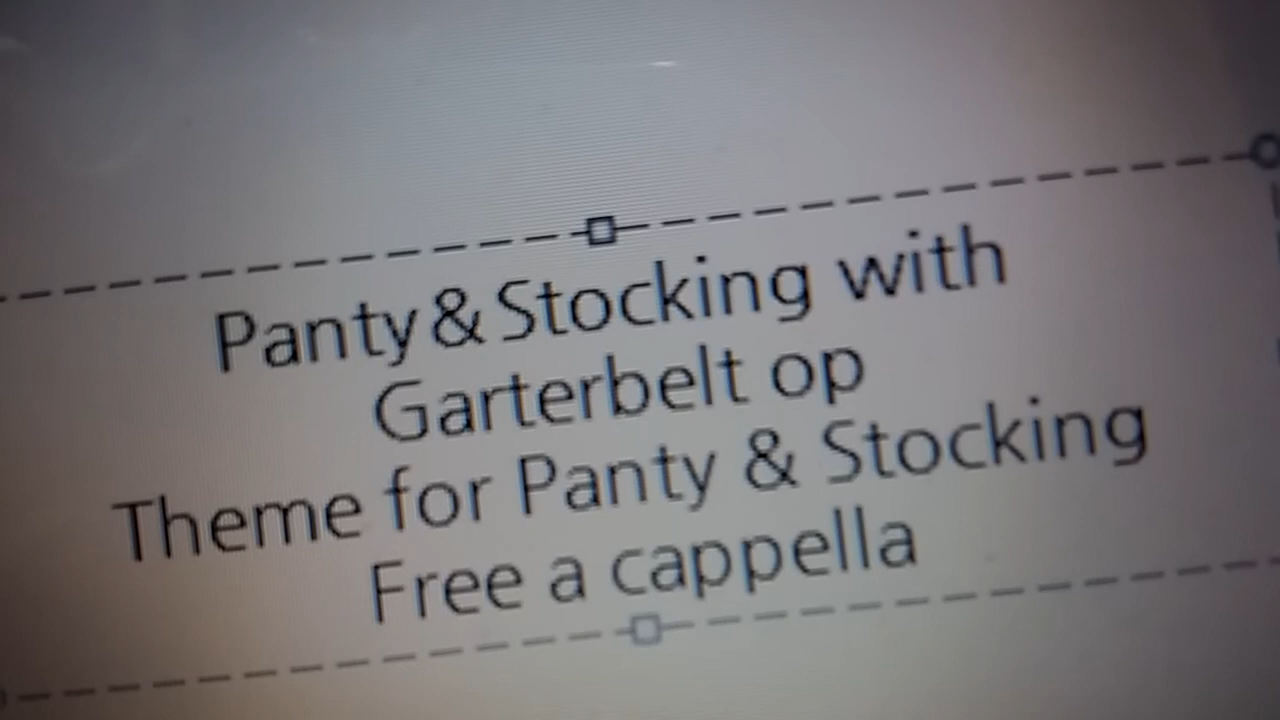 Panty & Stocking with
Garterbelt op
Theme for Panty & Stocking
Free a cappella